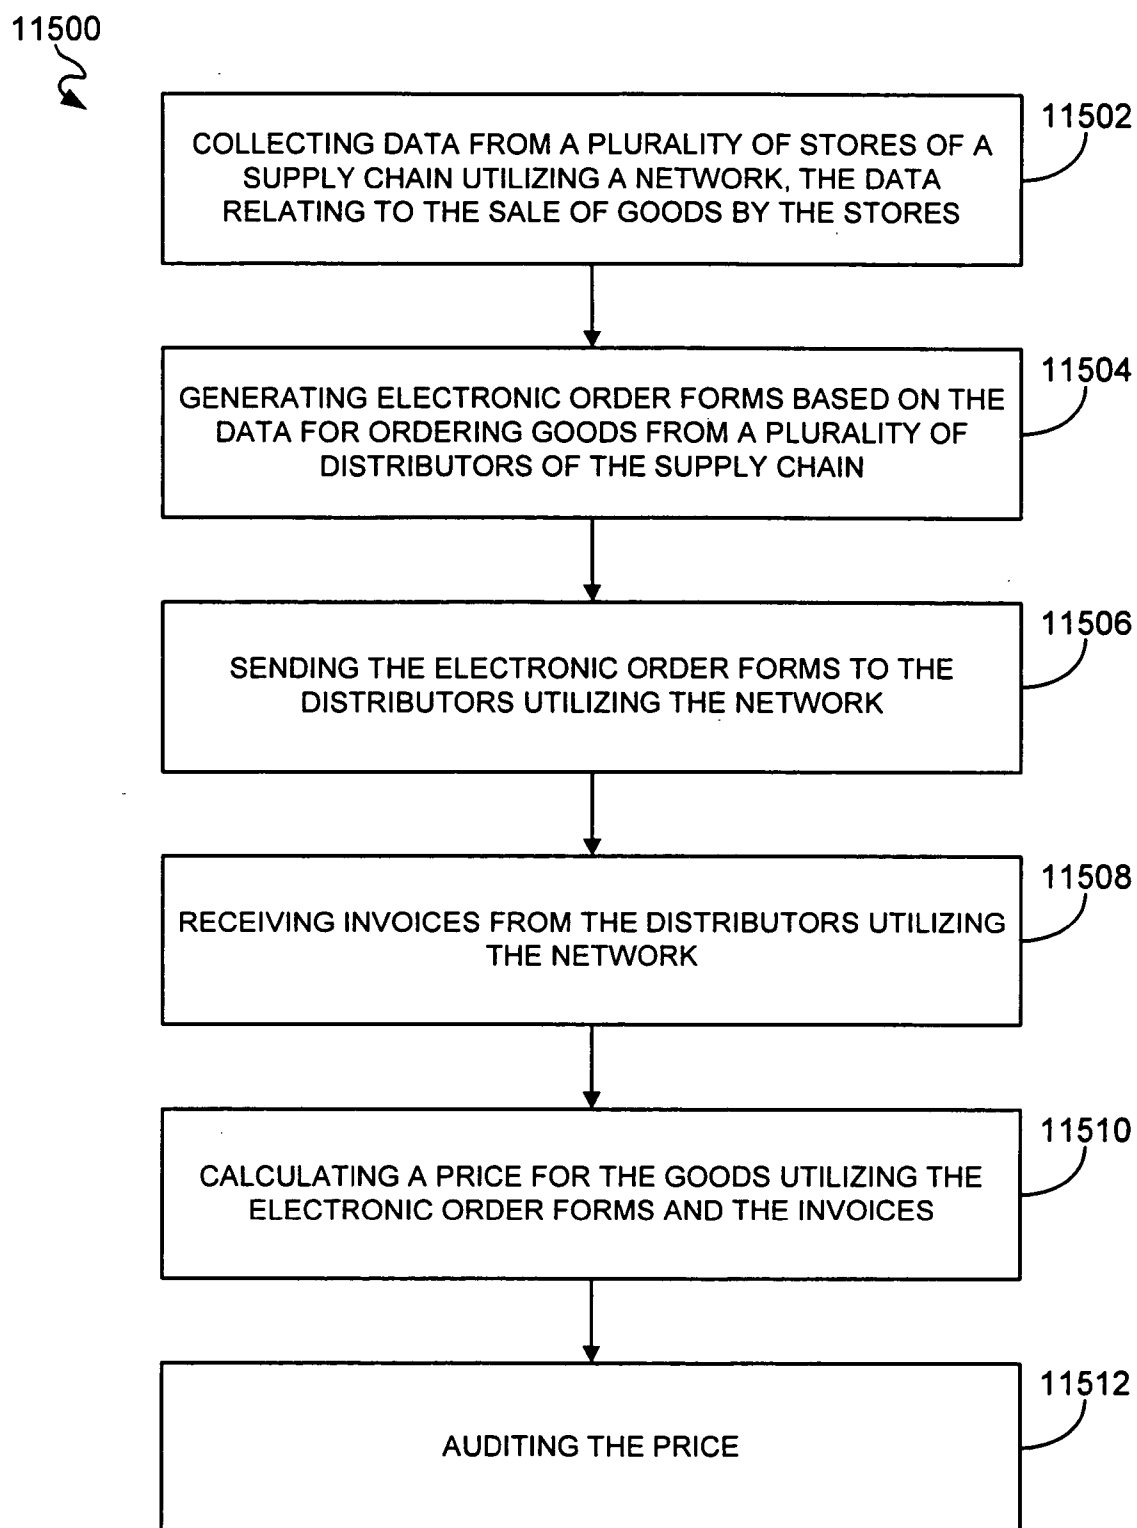 11500
11502
COLLECTING DATA FROM A PLURALITY OF STORES OF A
SUPPLY CHAIN UTILIZING A NETWORK, THE DATA
RELATING TO THE SALE OF GOODS BY THE STORES
11504
GENERATING ELECTRONIC ORDER FORMS BASED ON THE
DATA FOR ORDERING GOODS FROM A PLURALITY OF
DISTRIBUTORS OF THE SUPPLY CHAIN
11506
SENDING THE ELECTRONIC ORDER FORMS TO THE
DISTRIBUTORS UTILIZING THE NETWORK
11508
RECEIVING INVOICES FROM THE DISTRIBUTORS UTILIZING
THE NETWORK
11510
CALCULATING A PRICE FOR THE GOODS UTILIZING THE
ELECTRONIC ORDER FORMS AND THE INVOICES
11512
AUDITING THE PRICE